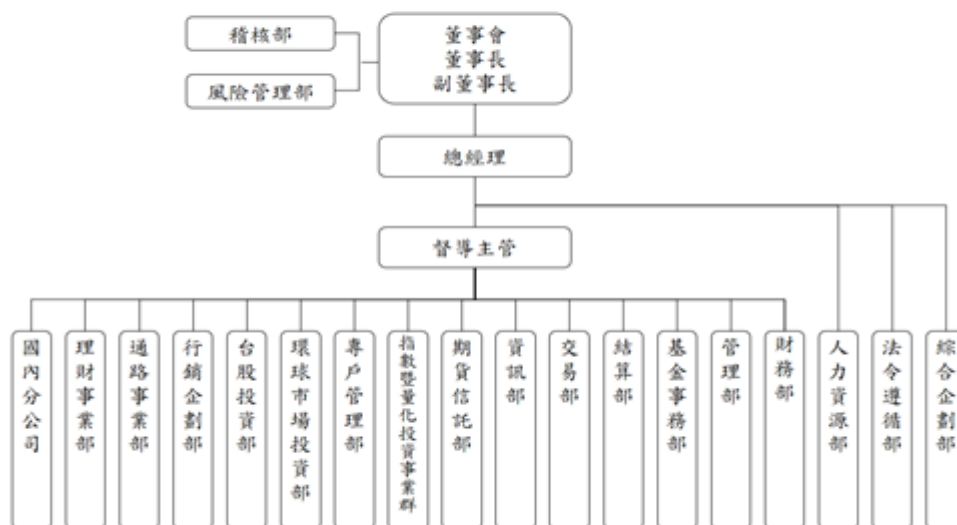 稽核部
風險管理部
董事會
董事長
副董事長
總經理
督導主管
國內分公司
理財事業部
通路事業部
行銷企劃部
台股投資部
環球市場投資部
專戶管理部
指數暨量化投資事業群
期貨信託部
資訊部
交易部
結算部
基金事務部
管理部
財務部
人力資源部
法令遵循部
綜合企劃部